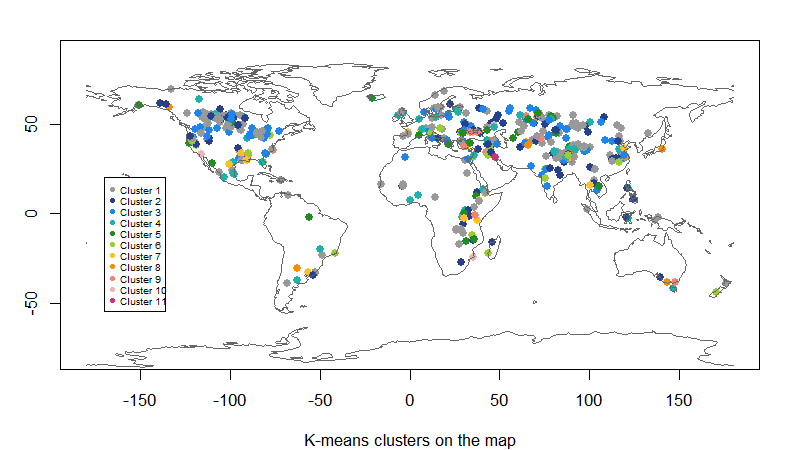 50
0
-50
Cluster 1
Cluster 2
Cluster 3
Cluster 4
Cluster 5
Cluster 6
Cluster 7
Cluster 8
Cluster 9
Cluster 10
Cluster 11
-150 -100 -50 0 50 100 150
K-means clusters on the map